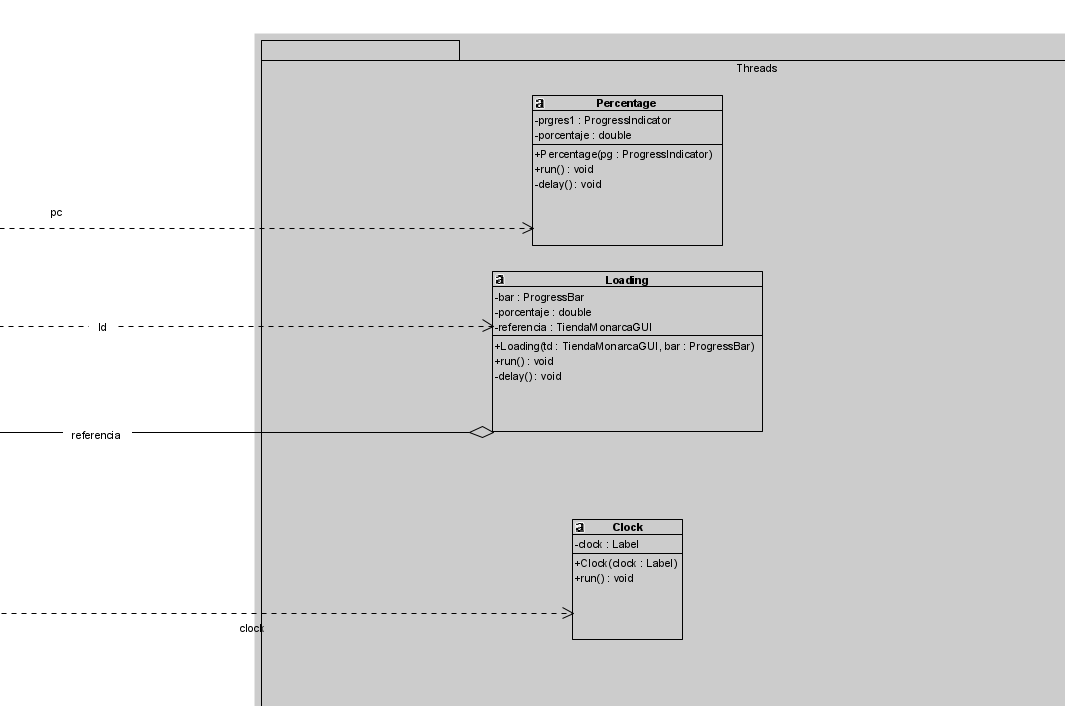 Threads
a Percentage
-prgres1 : ProgressIndicator
-porcentaje : double
+Percentage(pg : ProgressIndicator)
+run() : void
-delay() : void
pc
a Loading
-bar : ProgressBar
-porcentaje : double
-referencia : TiendaMonarcaGUI
+Loading(td : TiendaMonarcaGUI, bar : ProgressBar)
+run() : void
-delay() : void
ld
referencia
a Clock
-clock : Label
+Clock(clock : Label)
+run() : void
clock